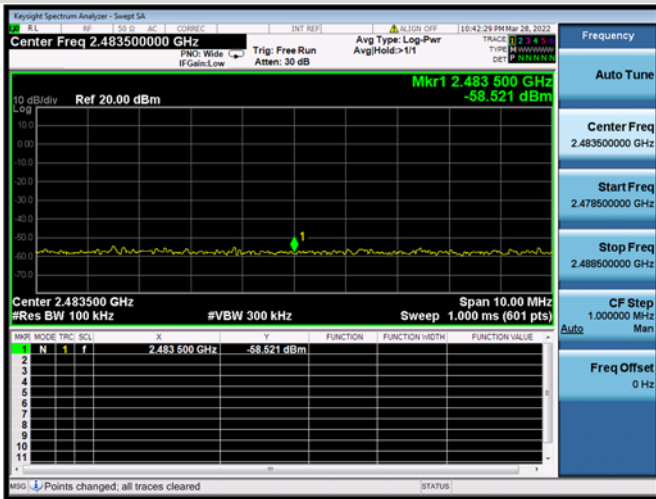 Keysight Spectrum Analyzer - Swept SA
RL RF 50 Ω AC CORREC INT REF ALIGN OFF 10:42:29 PM Mar 28, 2022
Center Freq 2.483500000 GHz
PNO: Wide Trig: Free Run Avg Type: Log-Pwr TRACE 1 2 3 4 5 6
IFGain:Low Atten: 30 dB Avg|Hold:>1/1 TYPE M WWWWW
DET P N N N N N
Mkr1 2.483 500 GHz
-58.521 dBm
10 dB/div Ref 20.00 dBm
Log
10.0
0.00
-10.0
-20.0
-30.0
-40.0
-50.0
-60.0
-70.0
1
Center 2.483500 GHz Span 10.00 MHz
#Res BW 100 kHz #VBW 300 kHz Sweep 1.000 ms (601 pts)
MKR MODE TRC SCL X Y FUNCTION FUNCTION WIDTH FUNCTION VALUE
1 N 1 f 2.483 500 GHz -58.521 dBm
2
3
4
5
6
7
8
9
10
11
MSG Points changed; all traces cleared STATUS
Frequency
Auto Tune
Center Freq
2.483500000 GHz
Start Freq
2.478500000 GHz
Stop Freq
2.488500000 GHz
CF Step
1.000000 MHz
Auto Man
Freq Offset
0 Hz